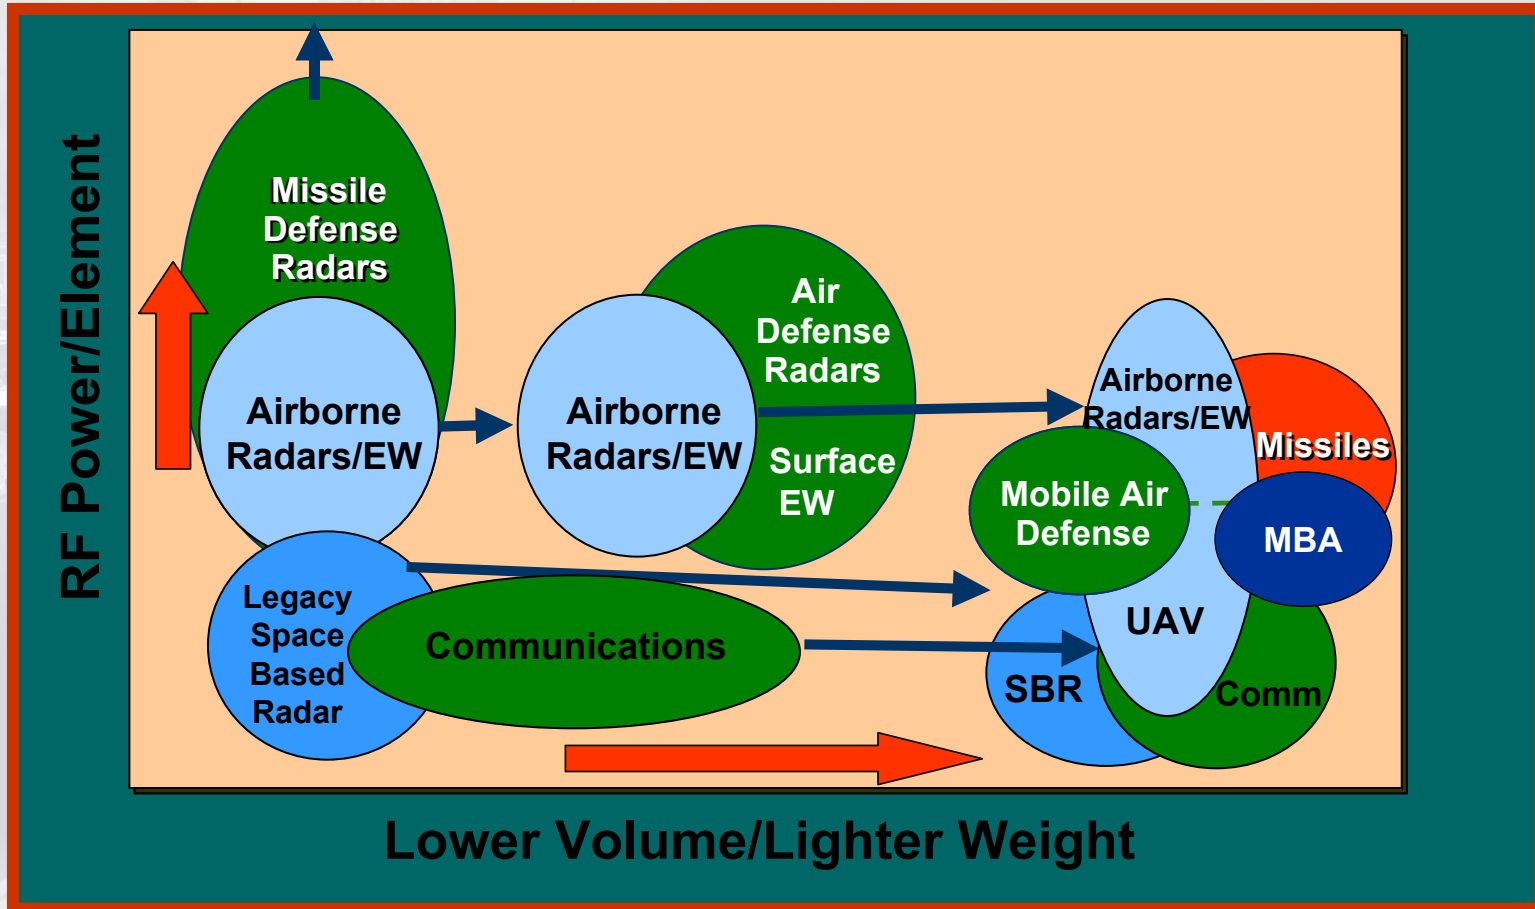 RF Power/Element
Missile
Defense
Radars
Airborne
Radars/EW
Airborne
Radars/EW
Air
Defense
Radars
Surface
EW
Airborne
Radars/EW
Missiles
Mobile Air
Defense
MBA
UAV
Legacy
Space
Based
Radar
Communications
SBR
Comm
Lower Volume/Lighter Weight